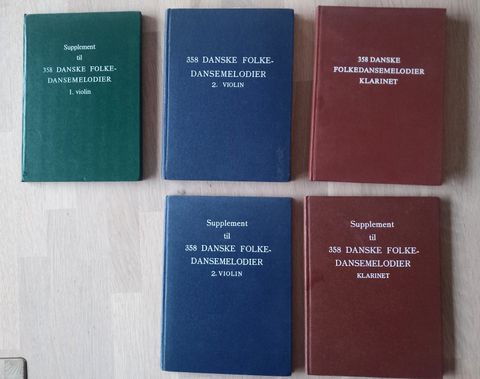 Supplement
til
358 DANSKE FOLKE-
DANSEMELODIER
1. violin
358 DANSKE FOLKE-
DANSEMELODIER
2. VIOLIN
358 DANSKE
FOLKEDANSEMELODIER
KLARINET
Supplement
til
358 DANSKE FOLKE-
DANSEMELODIER
2. VIOLIN
Supplement
til
358 DANSKE FOLKE-
DANSEMELODIER
KLARINET